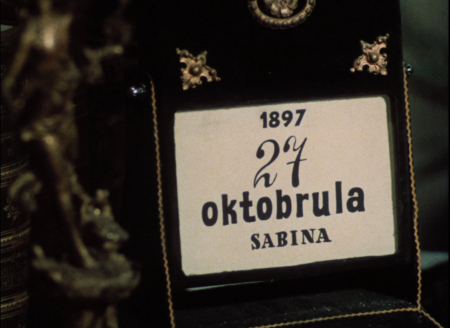 1897
27
oktobrula
SABINA